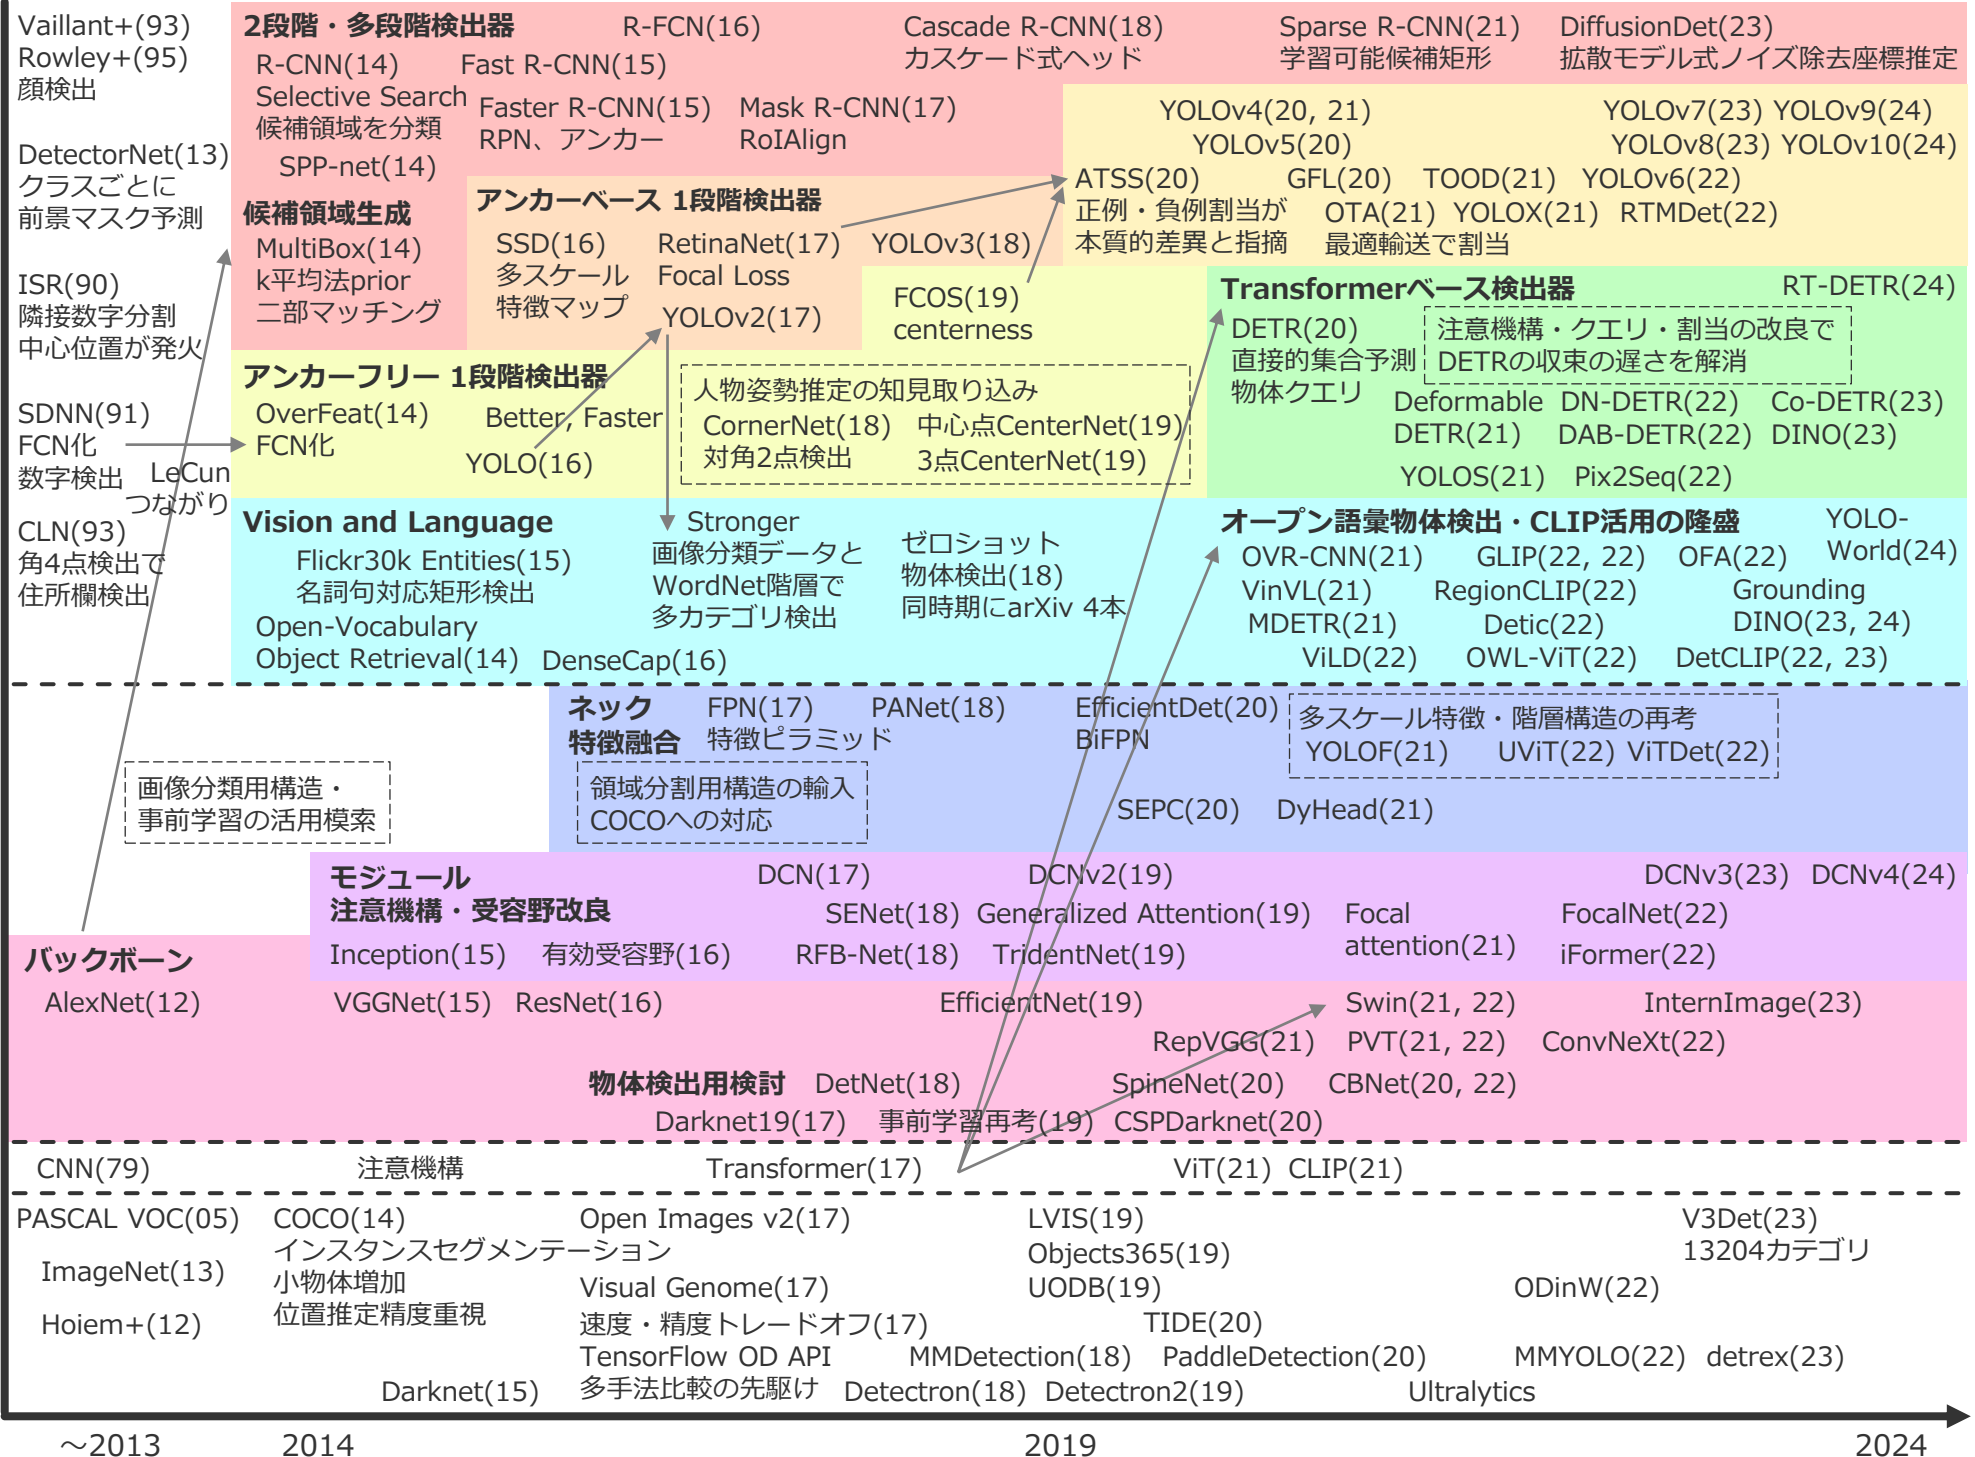 Vaillant+(93)
Rowley+(95)
顔検出
DetectorNet(13)
クラスごとに
前景マスク予測
ISR(90)
隣接数字分割
中心位置が発火
SDNN(91)
FCN化
数字検出
LeCun
つながり
CLN(93)
角4点検出で
住所欄検出
2段階・多段階検出器
R-FCN(16)
Cascade R-CNN(18)
カスケード式ヘッド
Sparse R-CNN(21)
学習可能候補矩形
DiffusionDet(23)
拡散モデル式ノイズ除去座標推定
R-CNN(14)
Selective Search
候補領域を分類
Fast R-CNN(15)
Faster R-CNN(15)
RPN、アンカー
Mask R-CNN(17)
RoIAlign
SPP-net(14)
候補領域生成
MultiBox(14)
k平均法prior
二部マッチング
アンカーベース 1段階検出器
SSD(16)
多スケール
特徴マップ
RetinaNet(17)
Focal Loss
YOLOv3(18)
YOLOv2(17)
YOLOv4(20, 21)
YOLOv5(20)
YOLOv7(23) YOLOv9(24)
YOLOv8(23) YOLOv10(24)
ATSS(20)
正例・負例割当が
本質的差異と指摘
GFL(20)
TOOD(21)
YOLOv6(22)
OTA(21)
最適輸送で割当
YOLOX(21)
RTMDet(22)
FCOS(19)
centerness
アンカーフリー 1段階検出器
OverFeat(14)
FCN化
Better, Faster
YOLO(16)
人物姿勢推定の知見取り込み
CornerNet(18)
対角2点検出
中心点CenterNet(19)
3点CenterNet(19)
Transformerベース検出器
RT-DETR(24)
DETR(20)
直接的集合予測
物体クエリ
注意機構・クエリ・割当の改良で
DETRの収束の遅さを解消
Deformable
DETR(21)
DN-DETR(22)
DAB-DETR(22)
Co-DETR(23)
DINO(23)
YOLOS(21)
Pix2Seq(22)
Vision and Language
Flickr30k Entities(15)
名詞句対応矩形検出
Open-Vocabulary
Object Retrieval(14)
DenseCap(16)
Stronger
画像分類データと
WordNet階層で
多カテゴリ検出
ゼロショット
物体検出(18)
同時期にarXiv 4本
オープン語彙物体検出・CLIP活用の隆盛
YOLO-
World(24)
OVR-CNN(21)
GLIP(22, 22)
OFA(22)
VinVL(21)
RegionCLIP(22)
Grounding
DINO(23, 24)
MDETR(21)
Detic(22)
ViLD(22)
OWL-ViT(22)
DetCLIP(22, 23)
ネック
特徴融合
FPN(17)
特徴ピラミッド
PANet(18)
EfficientDet(20)
BiFPN
多スケール特徴・階層構造の再考
YOLOF(21)
UViT(22) ViTDet(22)
画像分類用構造・
事前学習の活用模索
領域分割用構造の輸入
COCOへの対応
SEPC(20)
DyHead(21)
モジュール
注意機構・受容野改良
DCN(17)
DCNv2(19)
DCNv3(23)
DCNv4(24)
SENet(18)
Generalized Attention(19)
Focal
attention(21)
FocalNet(22)
Inception(15)
有効受容野(16)
RFB-Net(18)
TridentNet(19)
iFormer(22)
バックボーン
AlexNet(12)
VGGNet(15)
ResNet(16)
EfficientNet(19)
Swin(21, 22)
InternImage(23)
RepVGG(21)
PVT(21, 22)
ConvNeXt(22)
物体検出用検討
DetNet(18)
SpineNet(20)
CBNet(20, 22)
Darknet19(17)
事前学習再考(19)
CSPDarknet(20)
CNN(79)
注意機構
Transformer(17)
ViT(21)
CLIP(21)
PASCAL VOC(05)
ImageNet(13)
Hoiem+(12)
COCO(14)
インスタンスセグメンテーション
小物体増加
位置推定精度重視
Darknet(15)
Open Images v2(17)
Visual Genome(17)
速度・精度トレードオフ(17)
TensorFlow OD API
多手法比較の先駆け
LVIS(19)
Objects365(19)
UODB(19)
TIDE(20)
MMDetection(18)
PaddleDetection(20)
Detectron(18)
Detectron2(19)
Ultralytics
V3Det(23)
13204カテゴリ
ODinW(22)
MMYOLO(22)
detrex(23)
～2013
2014
2019
2024